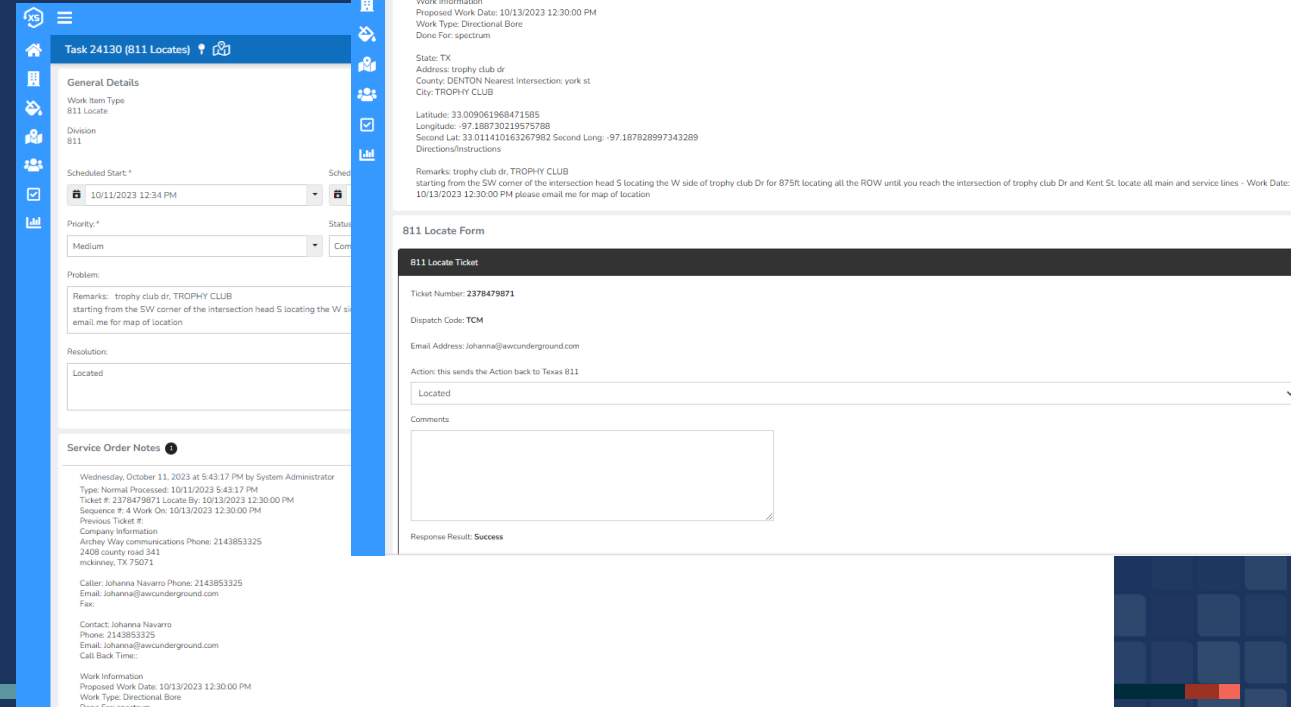 XS
Task 24130 (811 Locates)
General Details
Work Item Type
811 Locate
Division
811
Scheduled Start: *
Sched
10/11/2023 12:34 PM
Priority: *
Status
Medium
Com
Problem:
Remarks: trophy club dr, TROPHY CLUB
starting from the SW corner of the intersection head S locating the W si
email me for map of location
Resolution:
Located
Service Order Notes 1
Wednesday, October 11, 2023 at 5:43:17 PM by System Administrator
Type: Normal Processed: 10/11/2023 5:43:17 PM
Ticket #: 2378479871 Locate By: 10/13/2023 12:30:00 PM
Sequence #: 4 Work On: 10/13/2023 12:30:00 PM
Previous Ticket #:
Company Information
Archey Way communications Phone: 2143853325
2408 county road 341
mckinney, TX 75071
Caller: Johanna Navarro Phone: 2143853325
Email: Johanna@awcunderground.com
Fax:
Contact: Johanna Navarro
Phone: 2143853325
Email: Johanna@awcunderground.com
Call Back Time::
Work Information
Proposed Work Date: 10/13/2023 12:30:00 PM
Work Type: Directional Bore
Done For: spectrum
Work Information
Proposed Work Date: 10/13/2023 12:30:00 PM
Work Type: Directional Bore
Done For: spectrum
State: TX
Address: trophy club dr
County: DENTON Nearest Intersection: york st
City: TROPHY CLUB
Latitude: 33.009061968471585
Longitude: -97.188730219575788
Second Lat: 33.011410163267982 Second Long: -97.187828997343289
Directions/Instructions
Remarks: trophy club dr, TROPHY CLUB
starting from the SW corner of the intersection head S locating the W side of trophy club Dr for 875ft locating all the ROW until you reach the intersection of trophy club Dr and Kent St. locate all main and service lines - Work Date:
10/13/2023 12:30:00 PM please email me for map of location
811 Locate Form
811 Locate Ticket
Ticket Number: 2378479871
Dispatch Code: TCM
Email Address: Johanna@awcunderground.com
Action: this sends the Action back to Texas 811
Located
Comments
Response Result: Success